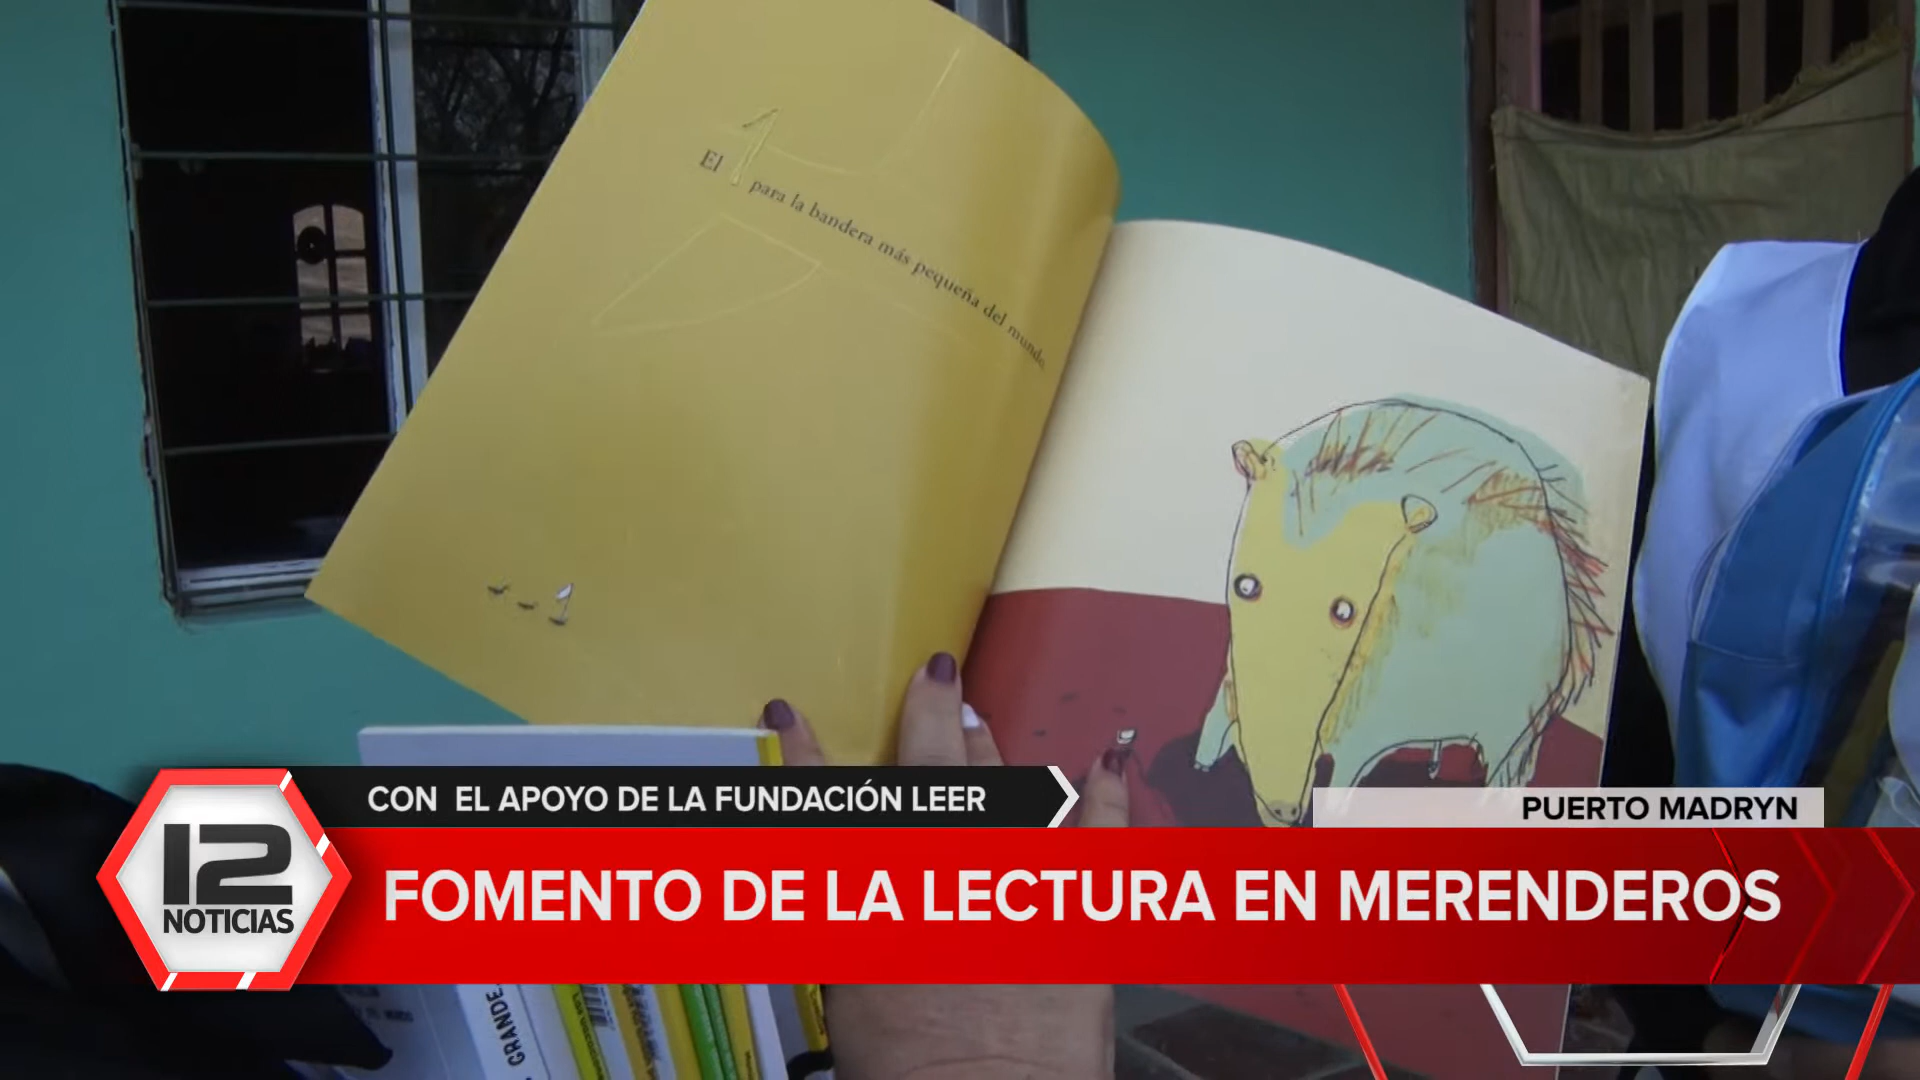 El 1 para la bandera más pequeña del mundo.
CON EL APOYO DE LA FUNDACIÓN LEER
PUERTO MADRYN
12
NOTICIAS
FOMENTO DE LA LECTURA EN MERENDEROS
GRANDE